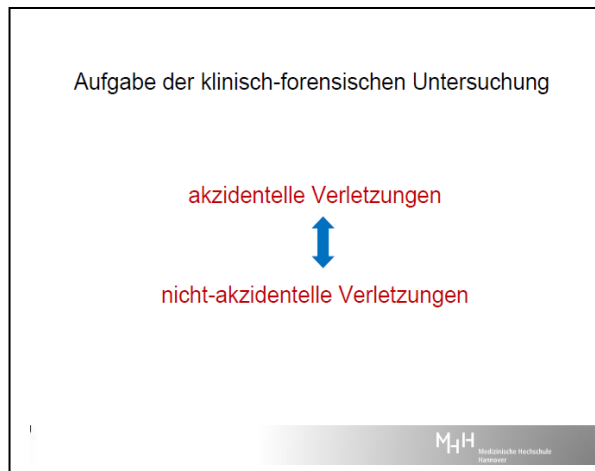 Aufgabe der klinisch-forensischen Untersuchung
akzidentelle Verletzungen
nicht-akzidentelle Verletzungen
MHH
Medizinische Hochschule
Hannover